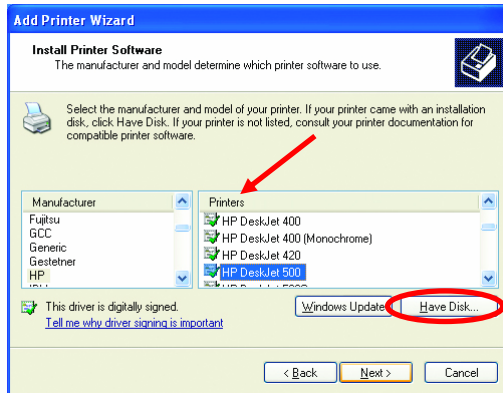 Add Printer Wizard
Install Printer Software
The manufacturer and model determine which printer software to use.
Select the manufacturer and model of your printer. If your printer came with an installation
disk, click Have Disk. If your printer is not listed, consult your printer documentation for
compatible printer software.
Manufacturer
Fujitsu
GCC
Generic
Gestetner
HP
Printers
HP DeskJet 400
HP DeskJet 400 (Monochrome)
HP DeskJet 420
HP DeskJet 500
This driver is digitally signed.
Tell me why driver signing is important
Windows Update
Have Disk...
< Back
Next >
Cancel